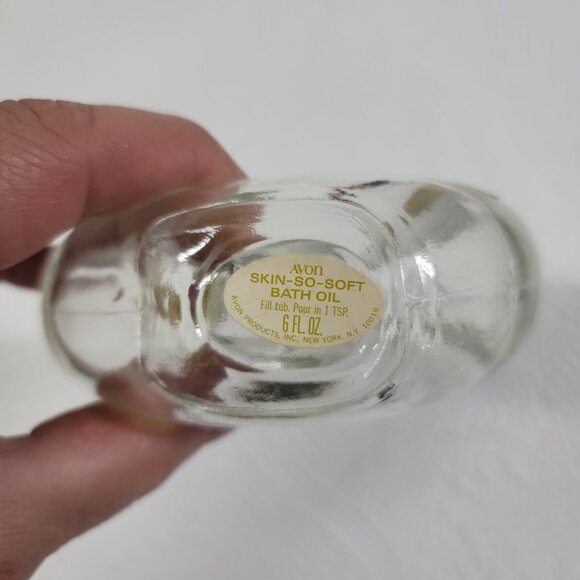 AVON
SKIN-SO-SOFT
BATH OIL
Fill tub. Pour in 1 TSP.
6 FL. OZ.
AVON PRODUCTS, INC., NEW YORK, N.Y. 10019